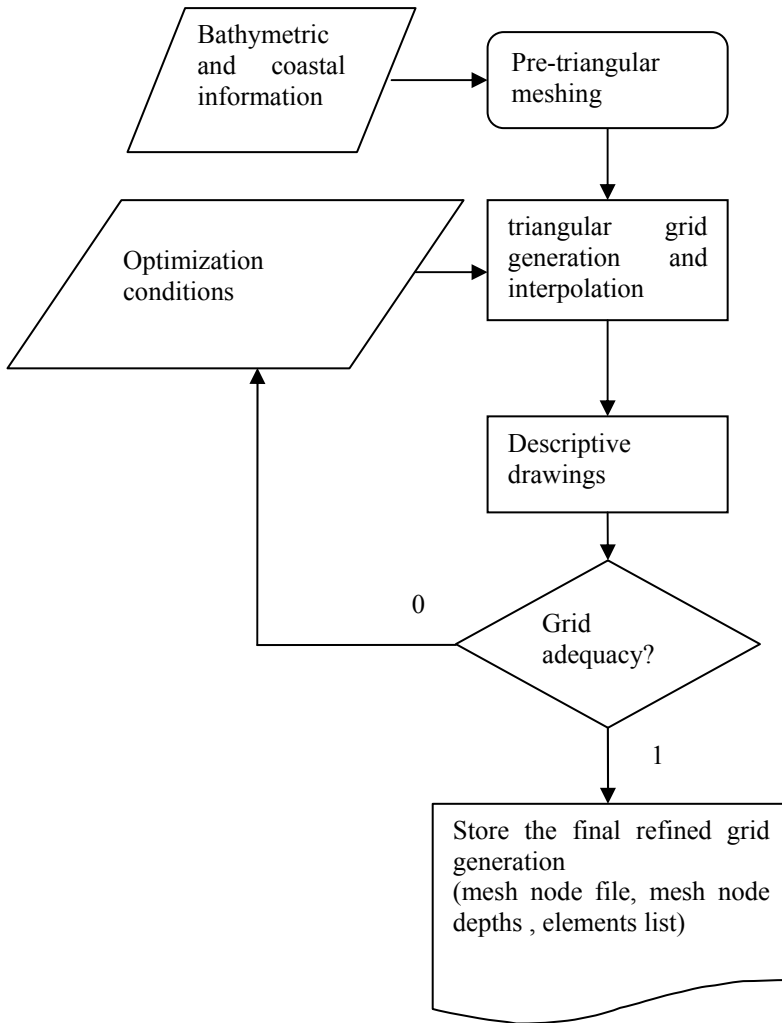 Bathymetric
and coastal
information
Pre-triangular
meshing
triangular grid
generation and
interpolation
Optimization
conditions
Descriptive
drawings
0
Grid
adequacy?
1
Store the final refined grid
generation
(mesh node file, mesh node
depths , elements list)